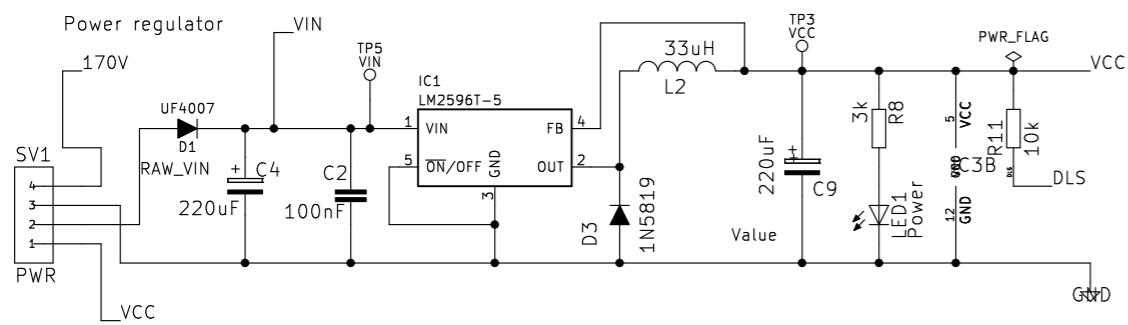 Power regulator
VIN
170V
TP5
VIN
TP3
VCC
PWR_FLAG
VCC
33uH
L2
IC1
LM2596T-5
UF4007
D1
RAW_VIN
SV1
4
3
2
1
PWR
VCC
C4
220uF
C2
100nF
1
VIN
FB
4
5
ON/OFF
GND
3
OUT
2
D3
1N5819
Value
220uF
C9
3k
R8
LED1
Power
5
VCC
C3B
12
GND
R11
10k
DLS
DLS
GND